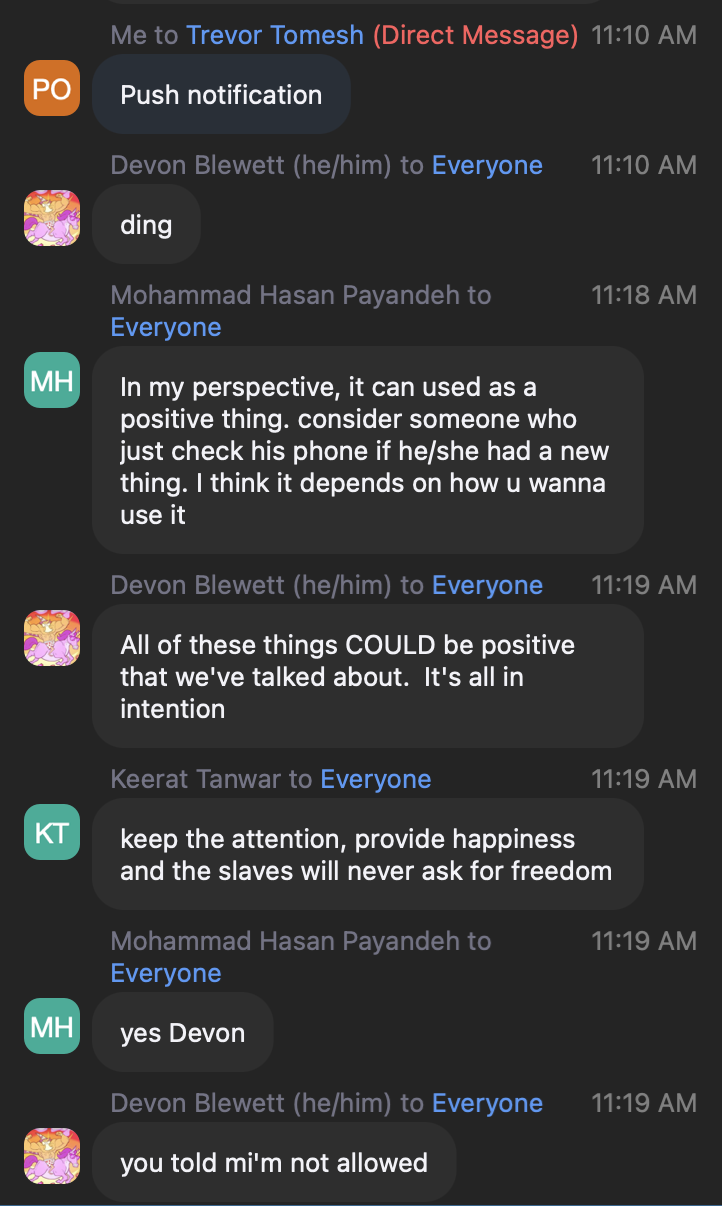 Me to Trevor Tomesh (Direct Message) 11:10 AM
PO
Push notification
Devon Blewett (he/him) to Everyone 11:10 AM
ding
Mohammad Hasan Payandeh to 11:18 AM
Everyone
MH
In my perspective, it can used as a
positive thing. consider someone who
just check his phone if he/she had a new
thing. I think it depends on how u wanna
use it
Devon Blewett (he/him) to Everyone 11:19 AM
All of these things COULD be positive
that we've talked about.  It's all in
intention
Keerat Tanwar to Everyone 11:19 AM
KT
keep the attention, provide happiness
and the slaves will never ask for freedom
Mohammad Hasan Payandeh to 11:19 AM
Everyone
MH
yes Devon
Devon Blewett (he/him) to Everyone 11:19 AM
you told mi'm not allowed